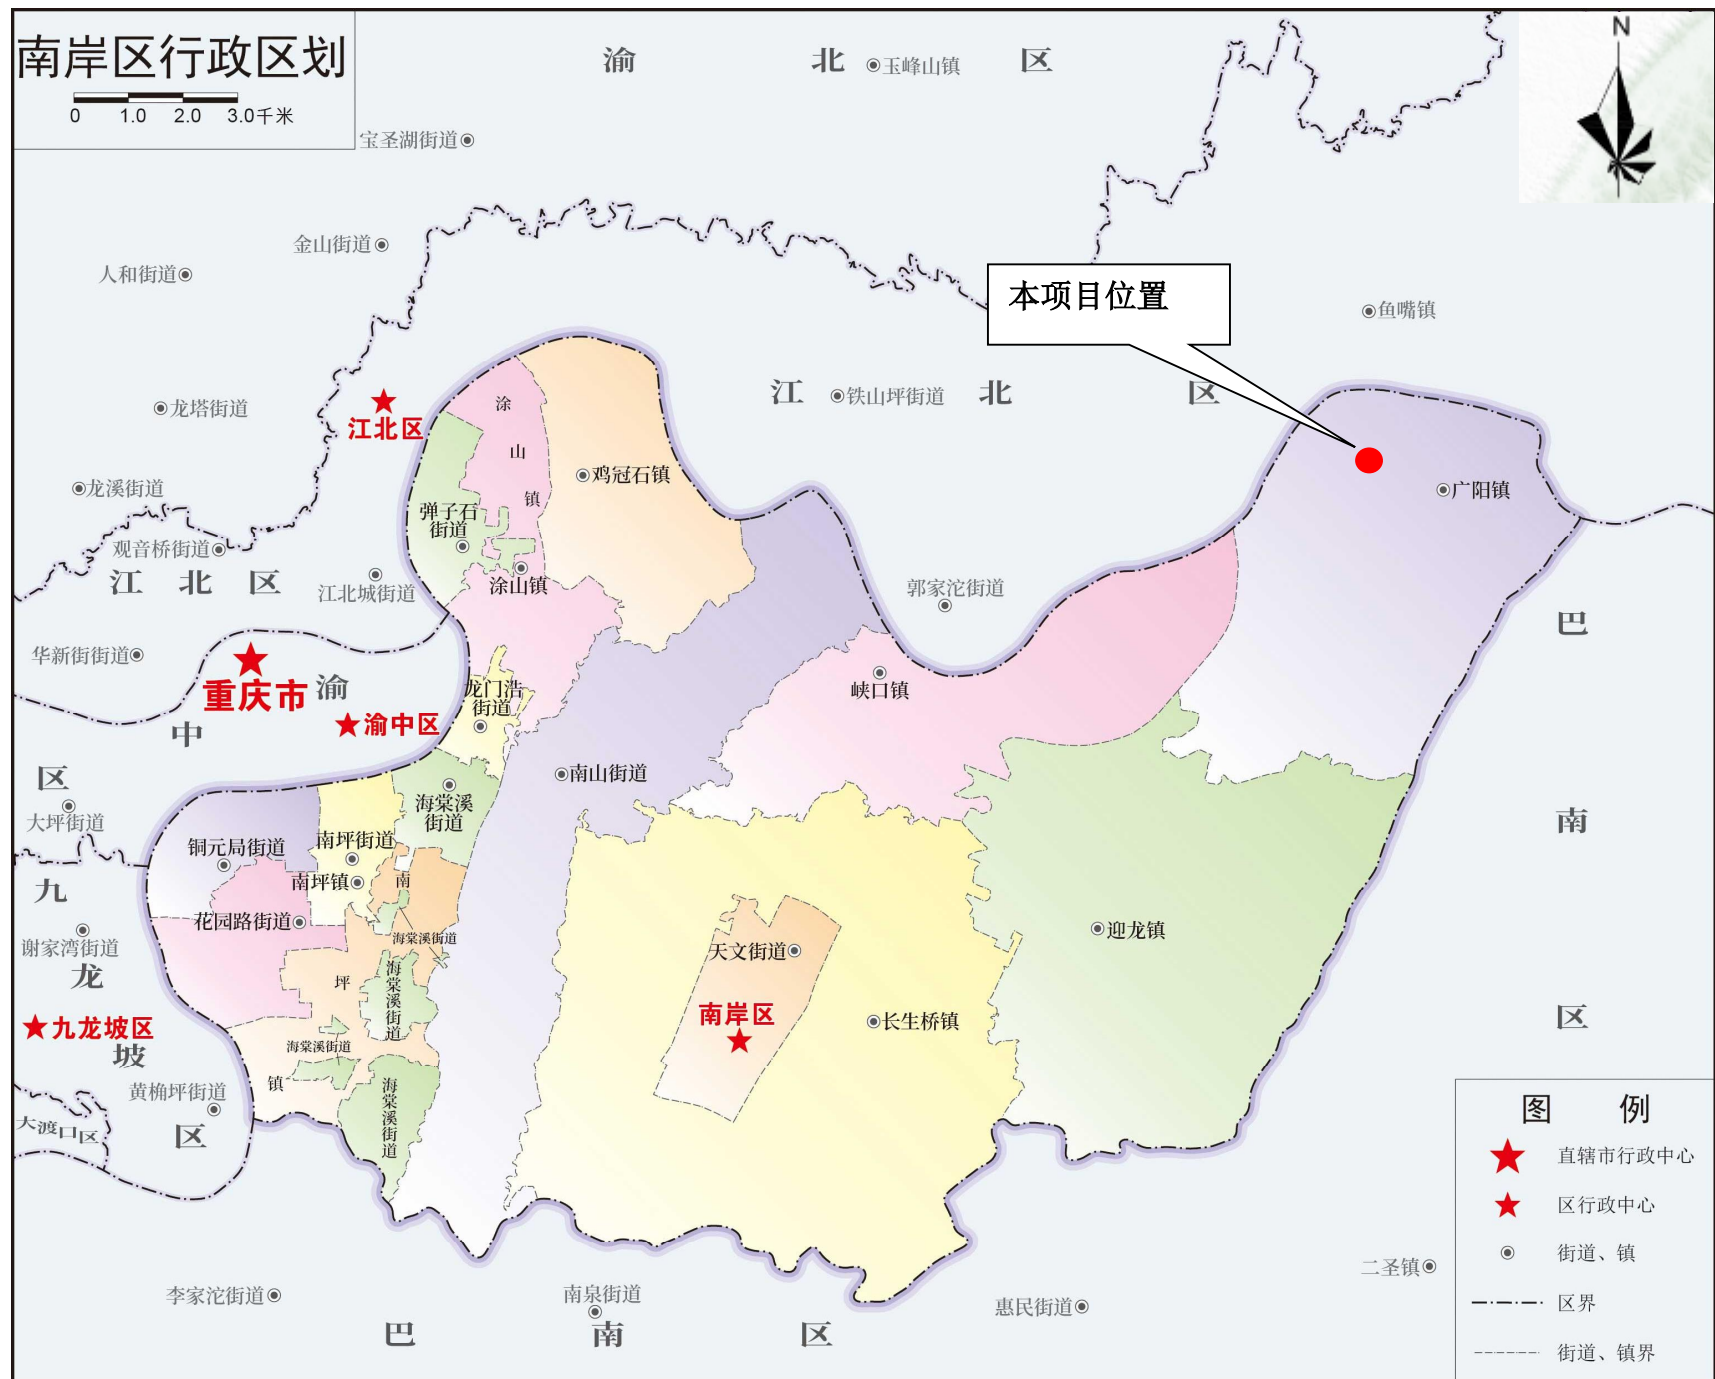 南岸区行政区划
0 1.0 2.0 3.0千米
N
渝 北 区
玉峰山镇
宝圣湖街道
金山街道
人和街道
本项目位置
鱼嘴镇
江 北 区
铁山坪街道
龙塔街道
江北区
涂
山
镇
鸡冠石镇
龙溪街道
广阳镇
弹子石
街道
观音桥街道
江 北 区
江北城街道
涂山镇
郭家沱街道
华新街街道
重庆市
渝
中
区
渝中区
龙门浩
街道
峡口镇
巴
南
区
南山街道
大坪街道
海棠溪
街道
铜元局街道
南坪街道
南坪镇
南
坪
镇
九
龙
坡
区
花园路街道
海棠溪街道
谢家湾街道
天文街道
迎龙镇
海棠溪街道
南岸区
长生桥镇
九龙坡区
海棠溪街道
黄桷坪街道
海棠溪街道
大渡口区
李家沱街道
南泉街道
惠民街道
二圣镇
巴 南 区
图 例
直辖市行政中心
区行政中心
街道、镇
区界
街道、镇界